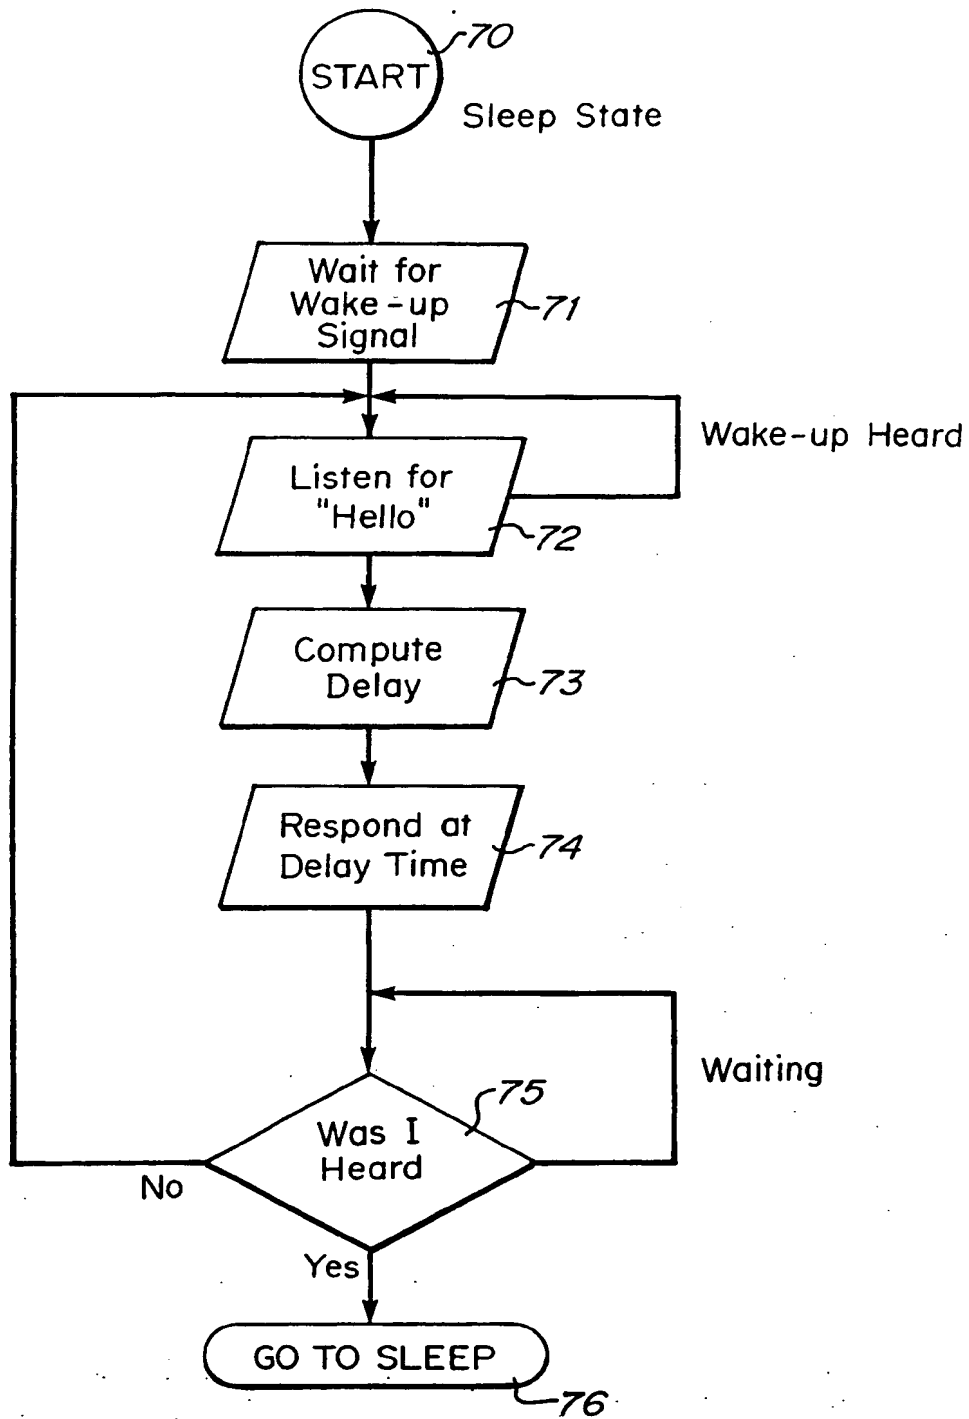 70
START
Sleep State
Wait for
Wake-up
Signal
71
Wake-up Heard
Listen for
"Hello"
72
Compute
Delay
73
Respond at
Delay Time
74
Waiting
75
Was I
Heard
No
Yes
GO TO SLEEP
76